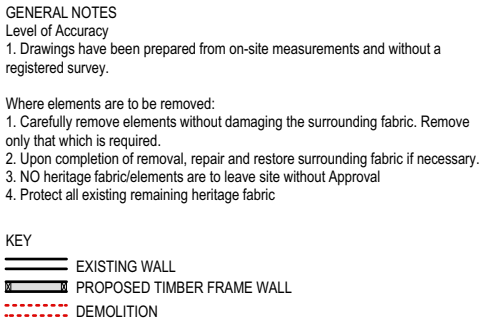 GENERAL NOTES
Level of Accuracy
1. Drawings have been prepared from on-site measurements and without a
registered survey.
Where elements are to be removed:
1. Carefully remove elements without damaging the surrounding fabric. Remove
only that which is required.
2. Upon completion of removal, repair and restore surrounding fabric if necessary.
3. NO heritage fabric/elements are to leave site without Approval
4. Protect all existing remaining heritage fabric
KEY
EXISTING WALL
PROPOSED TIMBER FRAME WALL
DEMOLITION